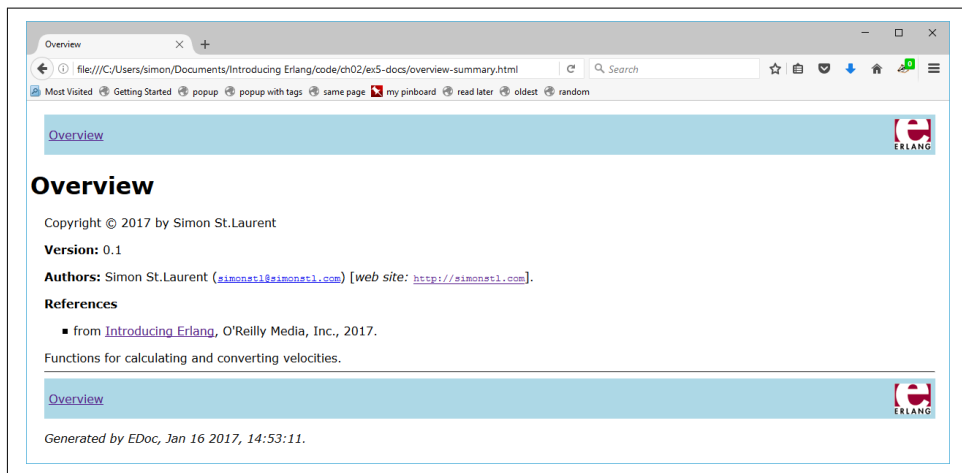 Overview
file:///C:/Users/simon/Documents/Introducing Erlang/code/ch02/ex5-docs/overview-summary.html
Search
0
Most Visited Getting Started popup popup with tags same page my pinboard read later oldest random
Overview
e
ERLANG
Overview
Copyright © 2017 by Simon St.Laurent
Version: 0.1
Authors: Simon St.Laurent (simonstl@simonstl.com) [web site: http://simonstl.com].
References
▪ from Introducing Erlang, O'Reilly Media, Inc., 2017.
Functions for calculating and converting velocities.
Overview
e
ERLANG
Generated by EDoc, Jan 16 2017, 14:53:11.